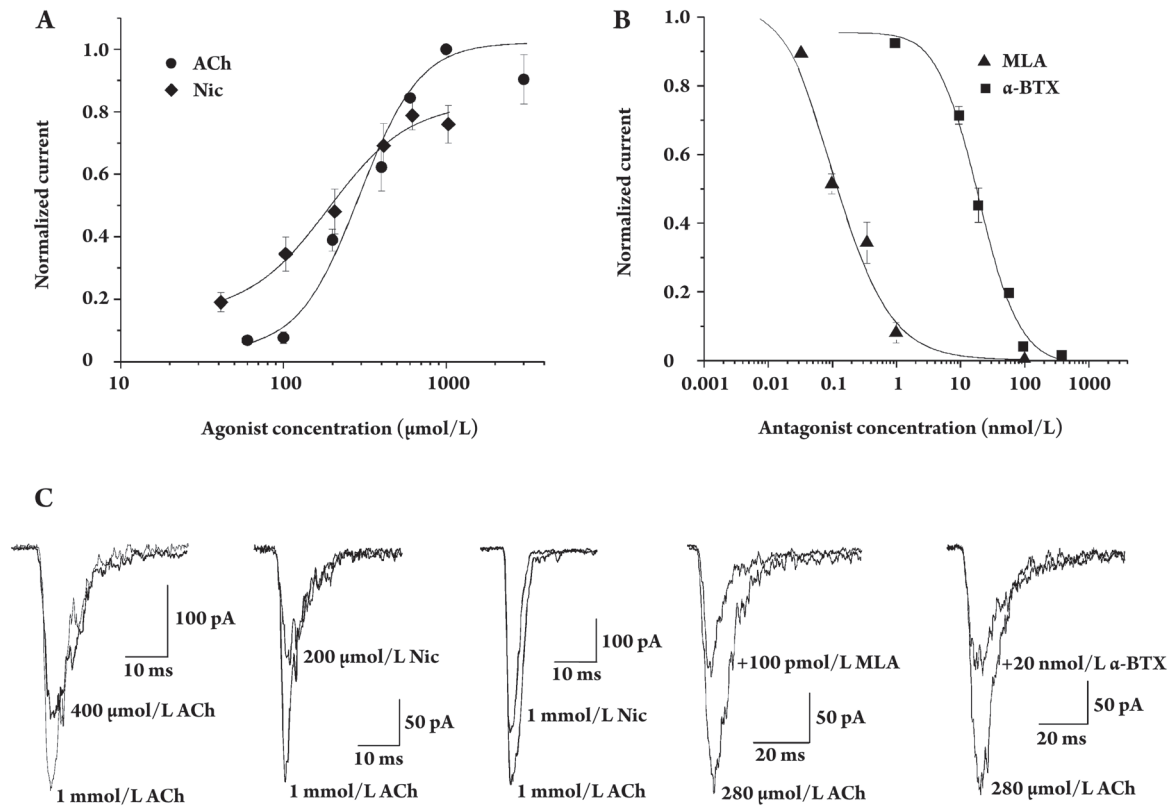 A
1.0
0.8
0.6
0.4
0.2
0
Normalized current
ACh
Nic
10
100
1000
Agonist concentration (μmol/L)
B
1.0
0.8
0.6
0.4
0.2
0
Normalized current
MLA
α-BTX
0.001
0.01
0.1
1
10
100
1000
Antagonist concentration (nmol/L)
C
100 pA
10 ms
400 μmol/L ACh
1 mmol/L ACh
200 μmol/L Nic
50 pA
10 ms
1 mmol/L ACh
100 pA
10 ms
1 mmol/L Nic
1 mmol/L ACh
+100 pmol/L MLA
50 pA
20 ms
280 μmol/L ACh
+20 nmol/L α-BTX
50 pA
20 ms
280 μmol/L ACh